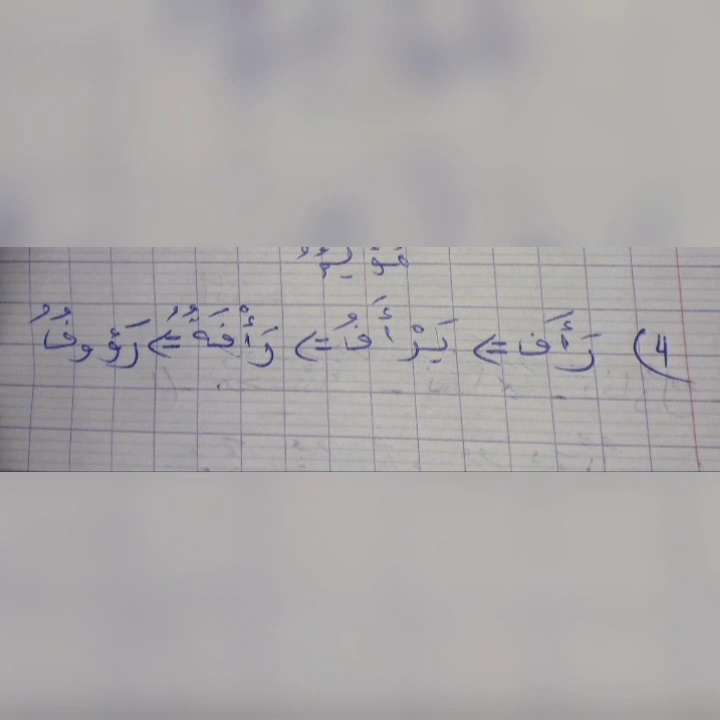 4) رَأَف <= يَرْأَفُ <= رَأْفَةٌ <= رَؤُوفٌ